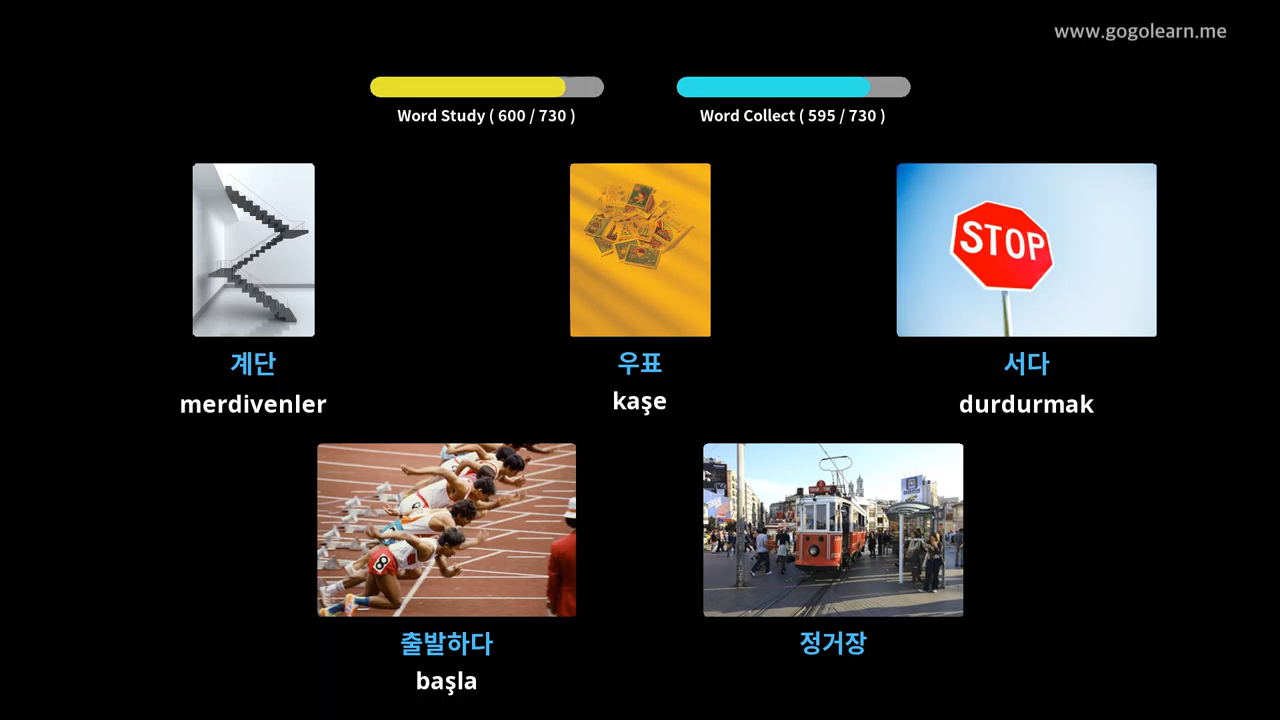 www.gogolearn.me
Word Study ( 600 / 730 )
Word Collect ( 595 / 730 )
STOP
계단
우표
서다
merdivenler
kaşe
durdurmak
8
출발하다
정거장
başla